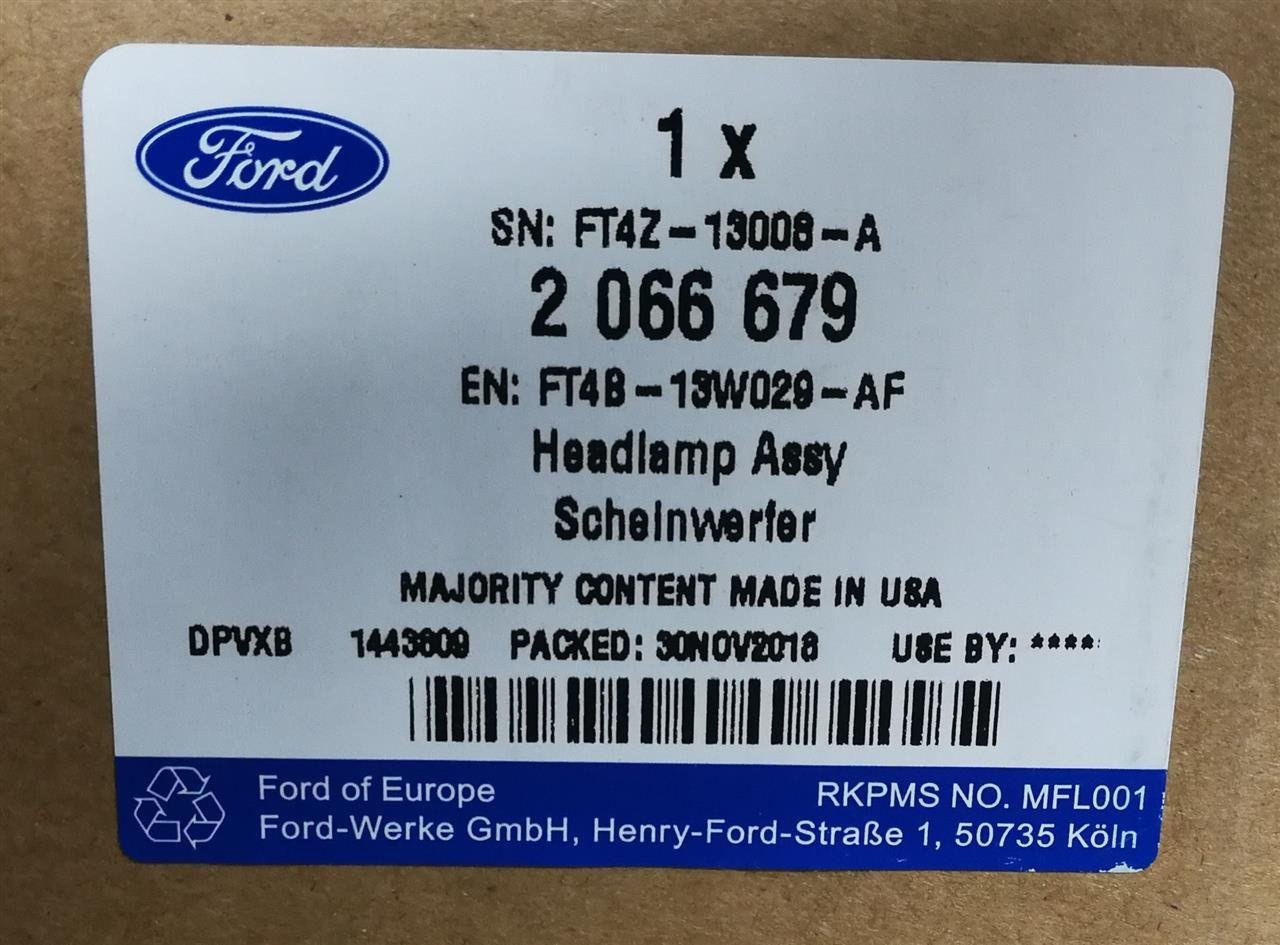 Ford
1 x
SN: FT4Z-13008-A
2 066 679
EN: FT4B-13W029-AF
Headlamp Assy
Scheinwerfer
MAJORITY CONTENT MADE IN USA
DPVXB 1443609 PACKED: 30NOV2018 USE BY: ****
Ford of Europe RKPMS NO. MFL001
Ford-Werke GmbH, Henry-Ford-Straße 1, 50735 Köln